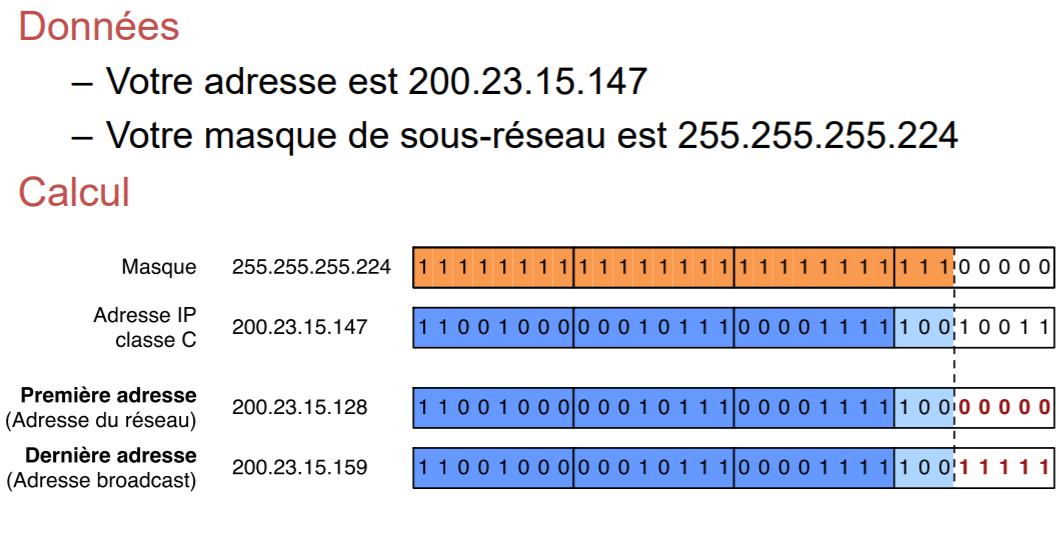 Données
– Votre adresse est 200.23.15.147
– Votre masque de sous-réseau est 255.255.255.224
Calcul
Masque 255.255.255.224 1 1 1 1 1 1 1 1 1 1 1 1 1 1 1 1 1 1 1 1 1 1 1 1 1 1 1 0 0 0 0 0
Adresse IP
classe C 200.23.15.147 1 1 0 0 1 0 0 0 0 0 0 1 0 1 1 1 0 0 0 0 1 1 1 1 1 0 0 1 0 0 1 1
Première adresse
(Adresse du réseau) 200.23.15.128 1 1 0 0 1 0 0 0 0 0 0 1 0 1 1 1 0 0 0 0 1 1 1 1 1 0 0 0 0 0 0 0
Dernière adresse
(Adresse broadcast) 200.23.15.159 1 1 0 0 1 0 0 0 0 0 0 1 0 1 1 1 0 0 0 0 1 1 1 1 1 0 0 1 1 1 1 1